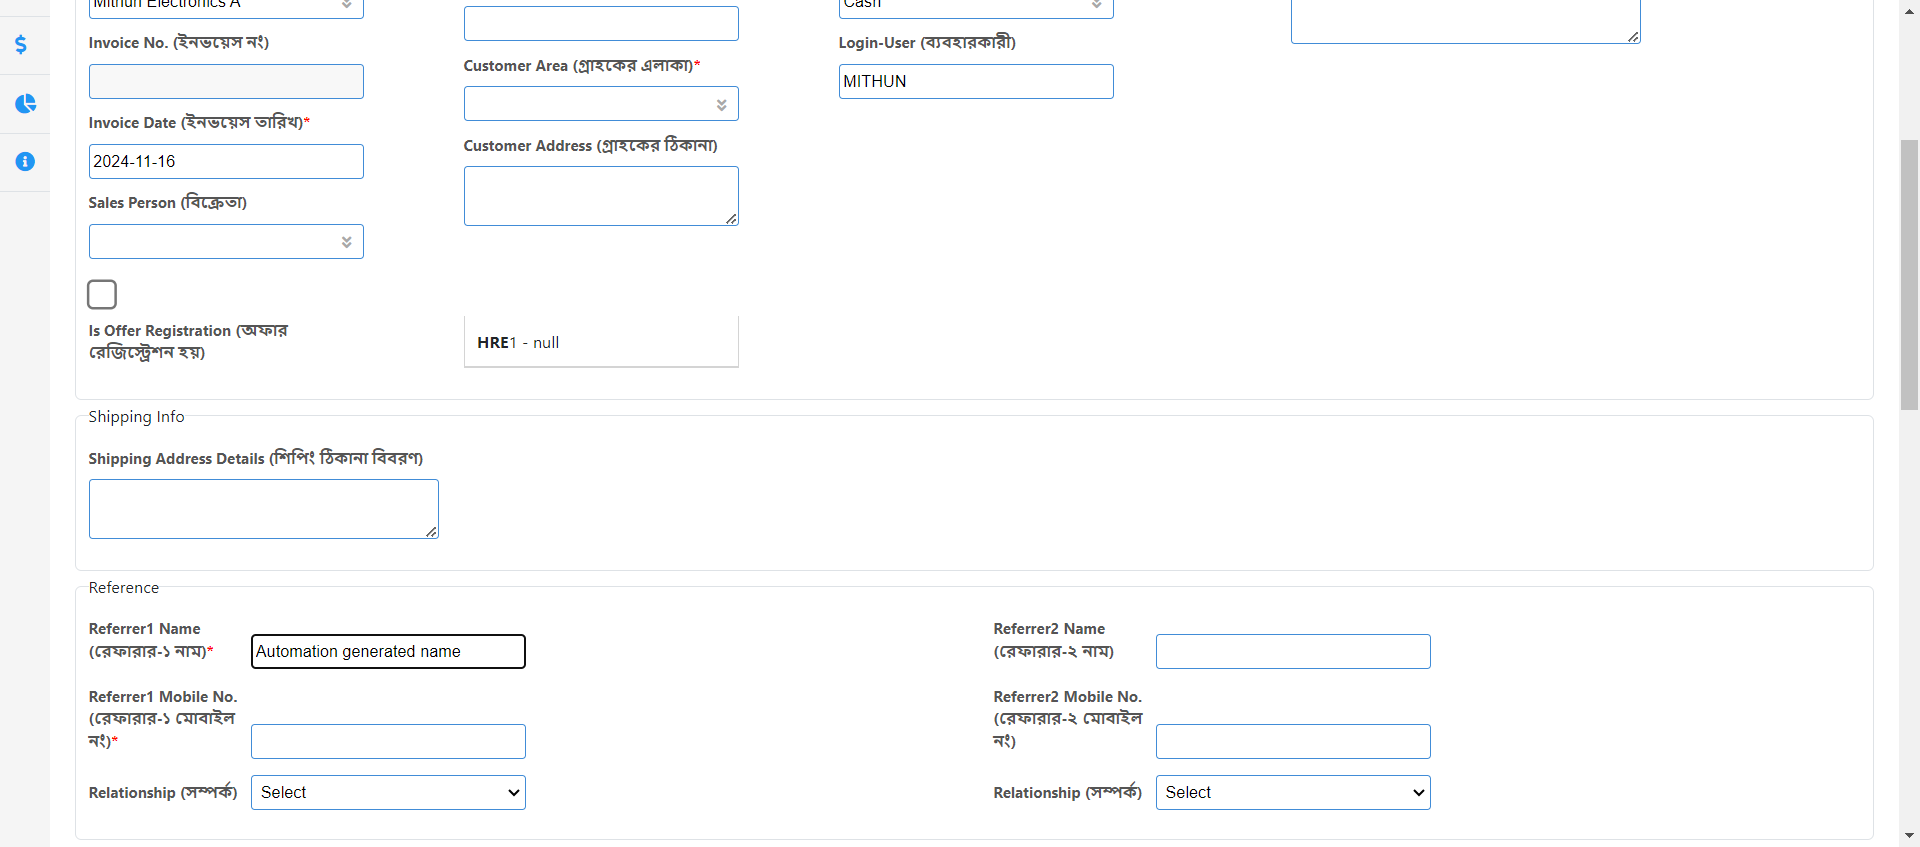 Mithun Electronics A
Cash
Invoice No. (ইনভয়েস নং)
Login-User (ব্যবহারকারী)
Customer Area (গ্রাহকের এলাকা)*
MITHUN
Invoice Date (ইনভয়েস তারিখ)*
Customer Address (গ্রাহকের ঠিকানা)
2024-11-16
Sales Person (বিক্রেতা)
Is Offer Registration (অফার
রেজিস্ট্রেশন হয়)
HRE1 - null
Shipping Info
Shipping Address Details (শিপিং ঠিকানা বিবরণ)
Reference
Referrer1 Name
(রেফারার-১ নাম)*
Automation generated name
Referrer2 Name
(রেফারার-২ নাম)
Referrer1 Mobile No.
(রেফারার-১ মোবাইল
নং)*
Referrer2 Mobile No.
(রেফারার-২ মোবাইল
নং)
Relationship (সম্পর্ক)
Select
Relationship (সম্পর্ক)
Select